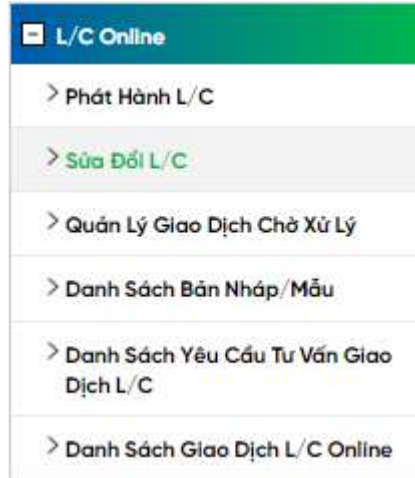 L/C Online
Phát Hành L/C
Sửa Đổi L/C
Quản Lý Giao Dịch Chờ Xử Lý
Danh Sách Bản Nháp/Mẫu
Danh Sách Yêu Cầu Tư Vấn Giao
Dịch L/C
Danh Sách Giao Dịch L/C Online